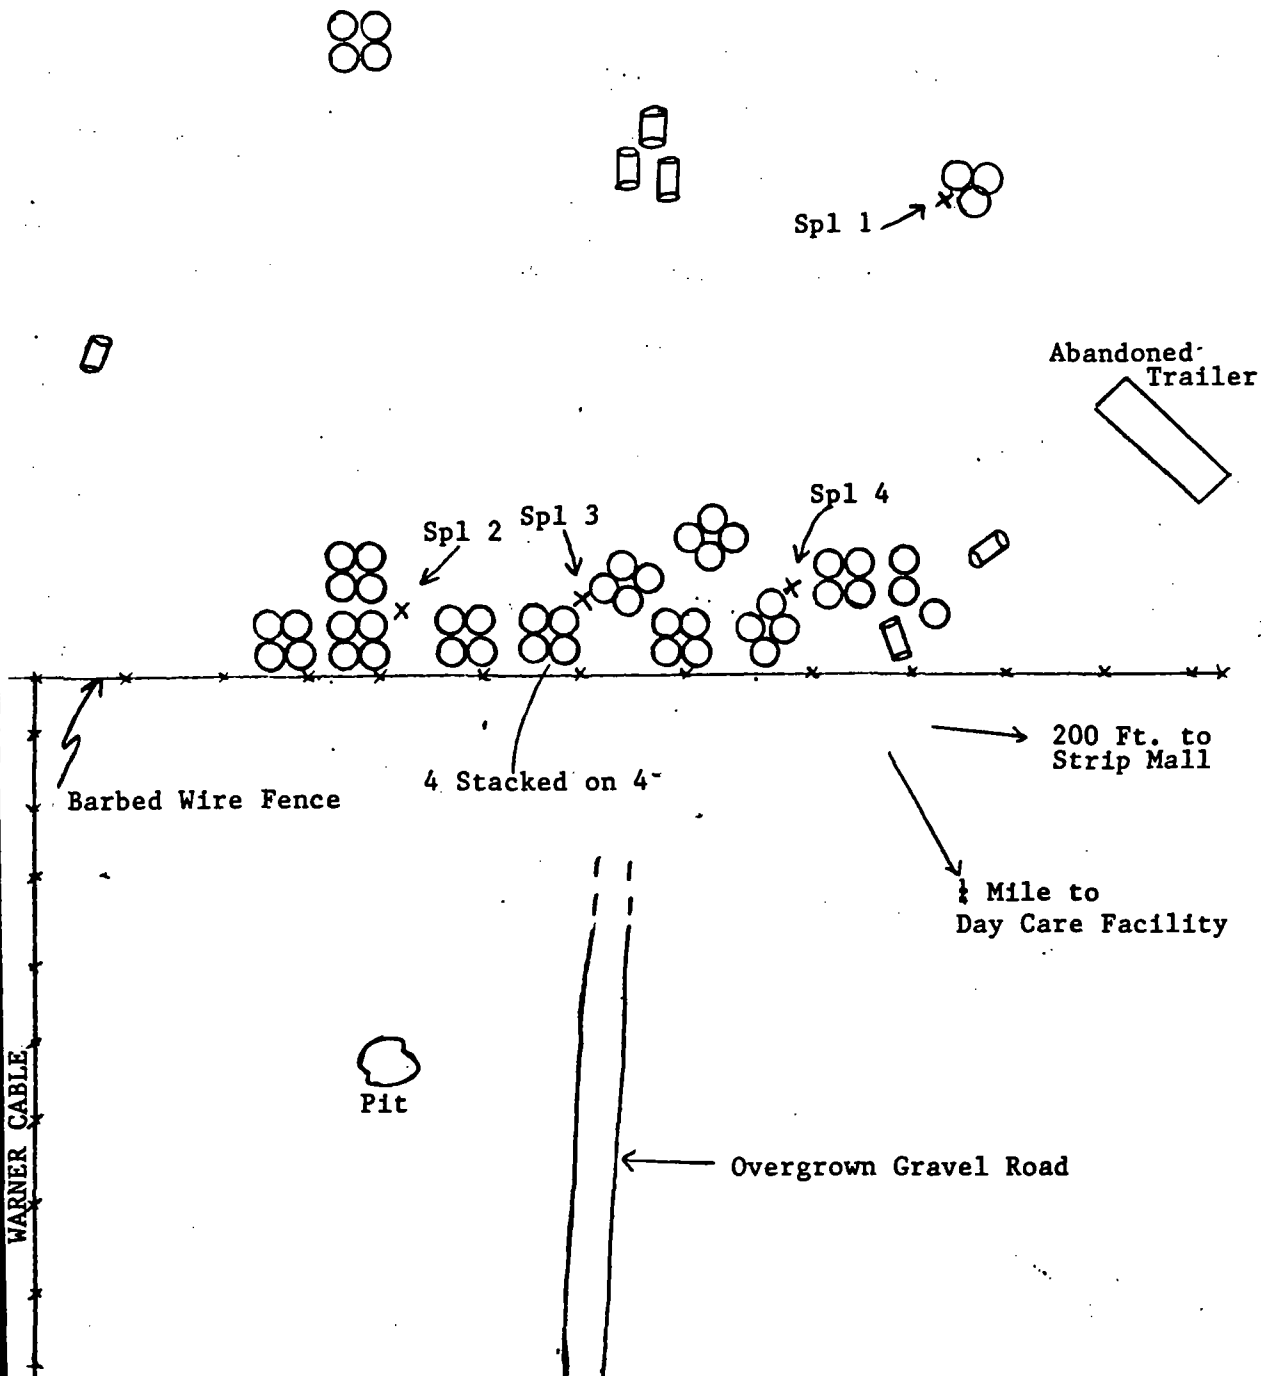 Spl 1
Abandoned
Trailer
Spl 4
Spl 3
Spl 2
200 Ft. to
Strip Mall
4 Stacked on 4
Barbed Wire Fence
Mile to
Day Care Facility
Pit
WARNER CABLE
Overgrown Gravel Road